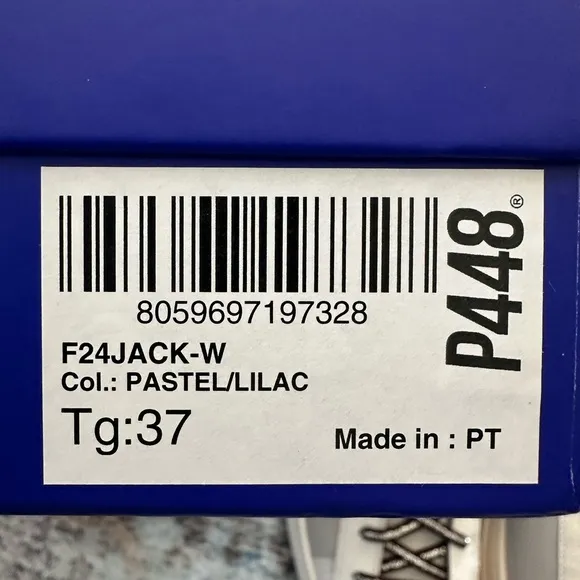 8059697197328
F24JACK-W
Col.: PASTEL/LILAC
Tg:37
Made in : PT
P448®